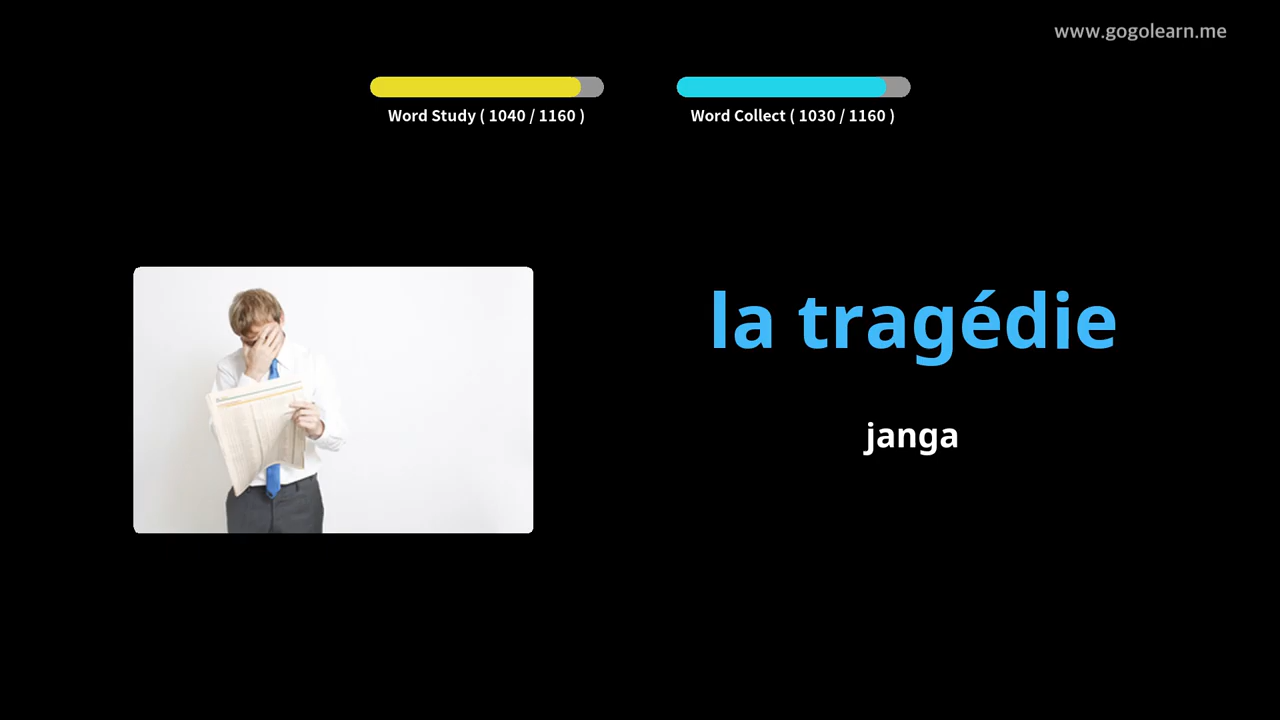 www.gogolearn.me
Word Study ( 1040 / 1160 )
Word Collect ( 1030 / 1160 )
la tragédie
janga